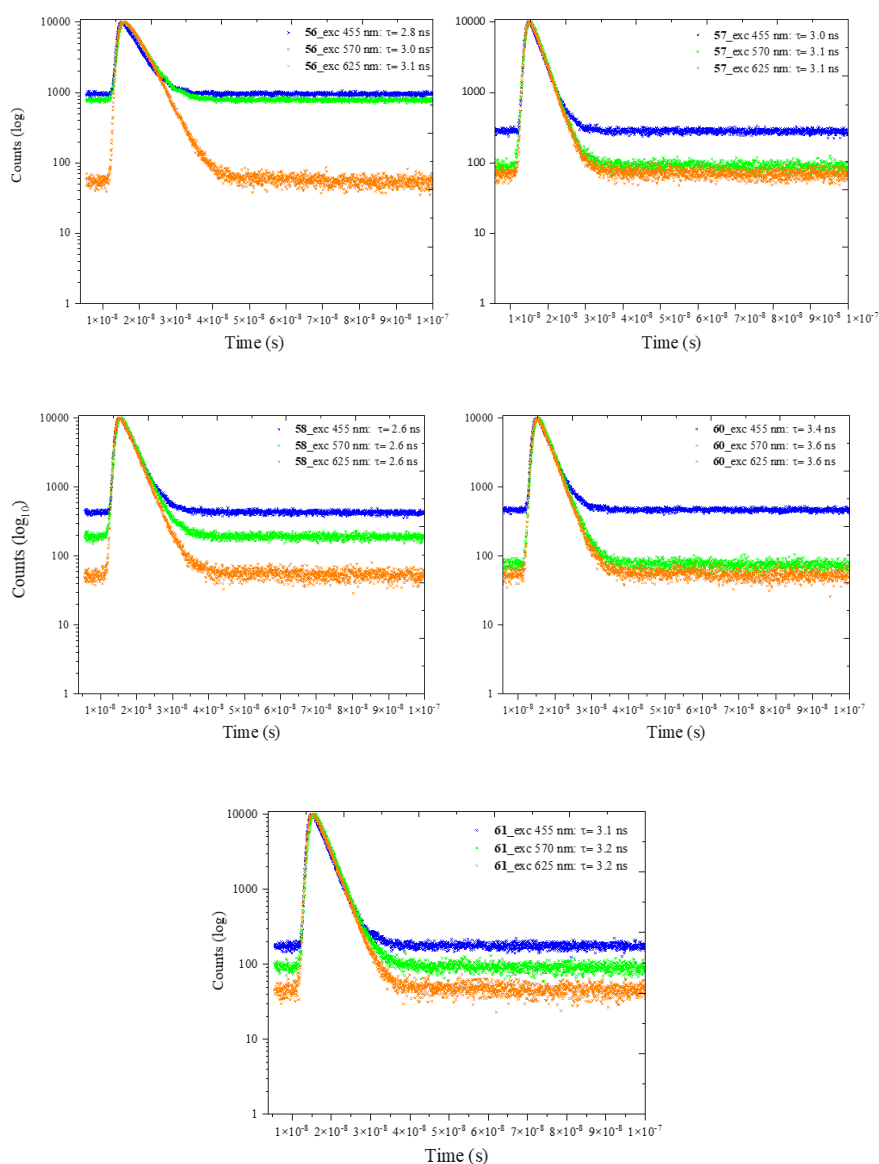 10000
1000
100
10
1
Counts (log)
56_exc 455 nm: τ= 2.8 ns
56_exc 570 nm: τ= 3.0 ns
56_exc 625 nm: τ= 3.1 ns
1×10⁻⁸ 2×10⁻⁸ 3×10⁻⁸ 4×10⁻⁸ 5×10⁻⁸ 6×10⁻⁸ 7×10⁻⁸ 8×10⁻⁸ 9×10⁻⁸ 1×10⁻⁷
Time (s)
10000
1000
100
10
1
57_exc 455 nm: τ= 3.0 ns
57_exc 570 nm: τ= 3.1 ns
57_exc 625 nm: τ= 3.1 ns
1×10⁻⁸ 2×10⁻⁸ 3×10⁻⁸ 4×10⁻⁸ 5×10⁻⁸ 6×10⁻⁸ 7×10⁻⁸ 8×10⁻⁸ 9×10⁻⁸ 1×10⁻⁷
Time (s)
10000
1000
100
10
1
Counts (log₁₀)
58_exc 455 nm: τ= 2.6 ns
58_exc 570 nm: τ= 2.6 ns
58_exc 625 nm: τ= 2.6 ns
1×10⁻⁸ 2×10⁻⁸ 3×10⁻⁸ 4×10⁻⁸ 5×10⁻⁸ 6×10⁻⁸ 7×10⁻⁸ 8×10⁻⁸ 9×10⁻⁸ 1×10⁻⁷
Time (s)
10000
1000
100
10
1
60_exc 455 nm: τ= 3.4 ns
60_exc 570 nm: τ= 3.6 ns
60_exc 625 nm: τ= 3.6 ns
1×10⁻⁸ 2×10⁻⁸ 3×10⁻⁸ 4×10⁻⁸ 5×10⁻⁸ 6×10⁻⁸ 7×10⁻⁸ 8×10⁻⁸ 9×10⁻⁸ 1×10⁻⁷
Time (s)
10000
1000
100
10
1
Counts (log)
61_exc 455 nm: τ= 3.1 ns
61_exc 570 nm: τ= 3.2 ns
61_exc 625 nm: τ= 3.2 ns
1×10⁻⁸ 2×10⁻⁸ 3×10⁻⁸ 4×10⁻⁸ 5×10⁻⁸ 6×10⁻⁸ 7×10⁻⁸ 8×10⁻⁸ 9×10⁻⁸ 1×10⁻⁷
Time (s)